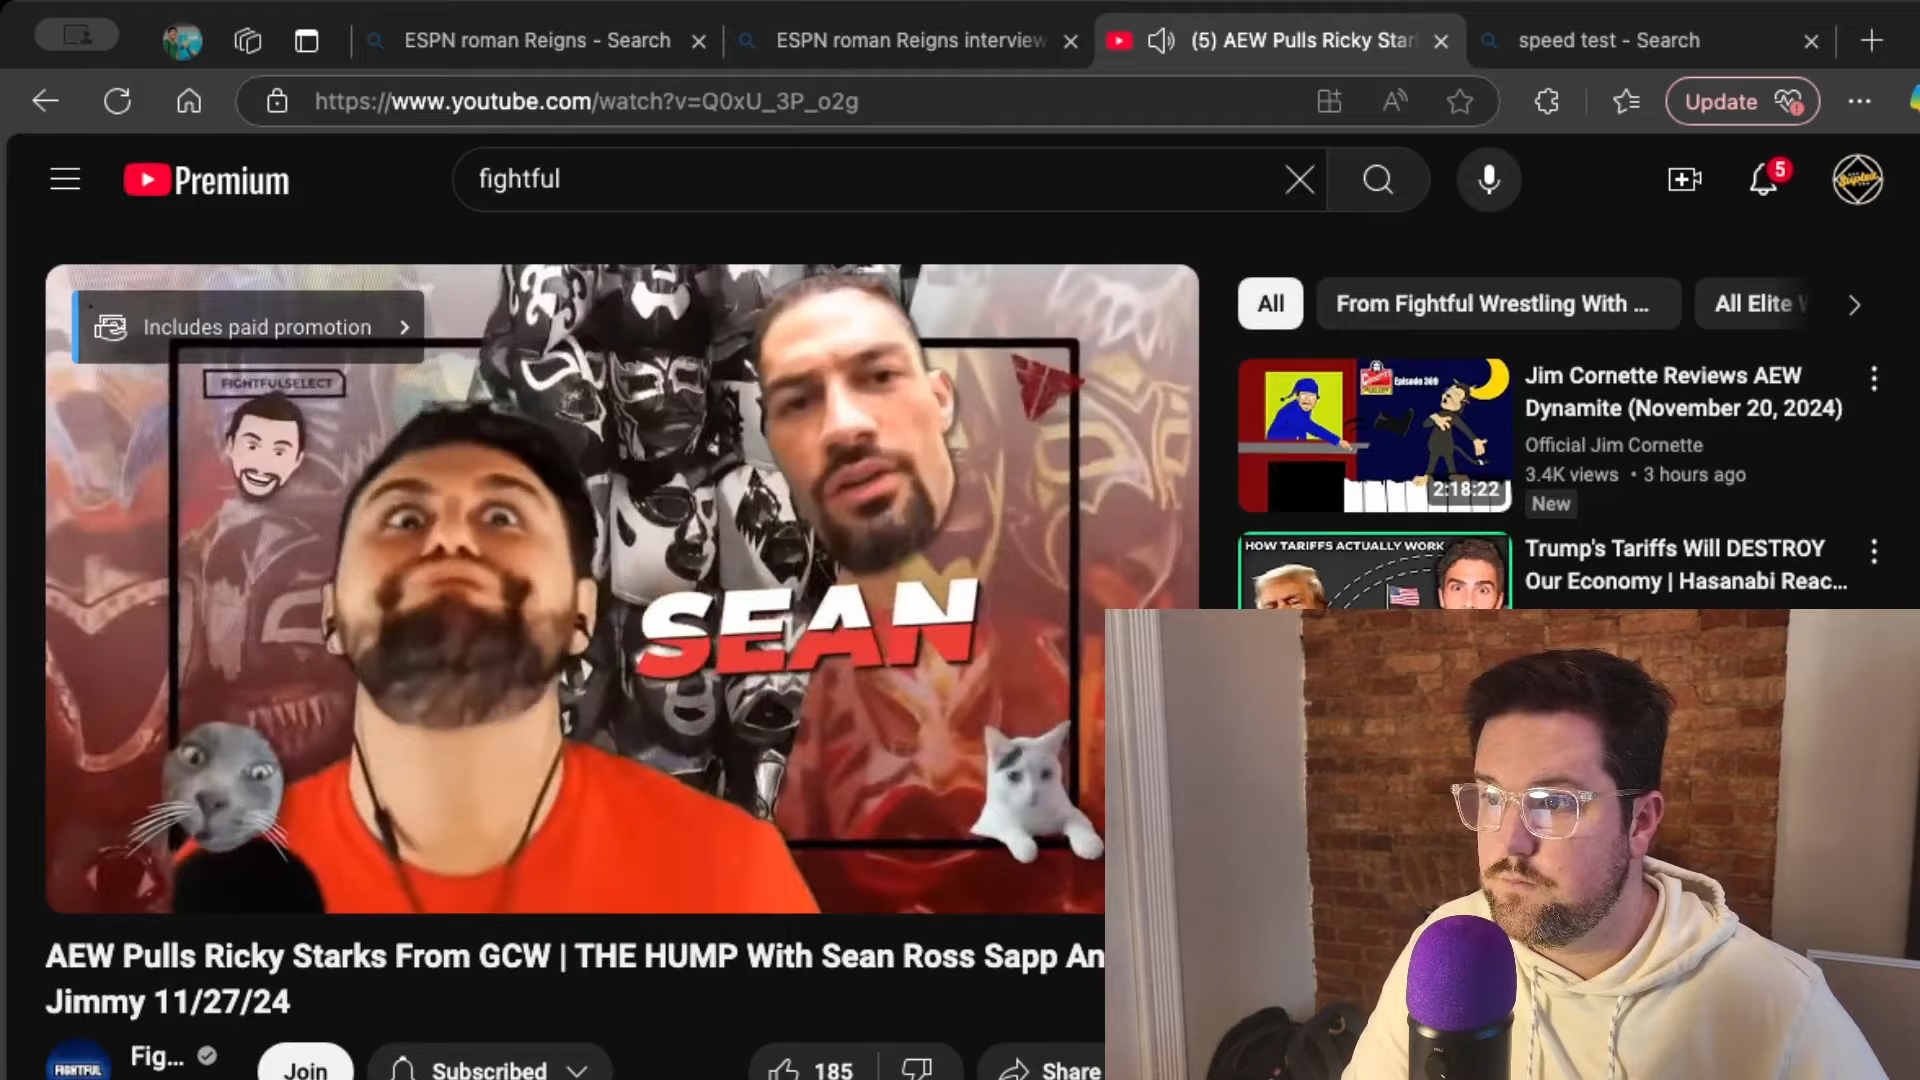 ESPN roman Reigns - Search
ESPN roman Reigns interview
(5) AEW Pulls Ricky Star
speed test - Search
https://www.youtube.com/watch?v=Q0xU_3P_o2g
Update
Premium
fightful
5
Includes paid promotion
FIGHTFULSELECT
SEAN
All
From Fightful Wrestling With ...
All Elite W
Episode 369
2:18:22
Jim Cornette Reviews AEW
Dynamite (November 20, 2024)
Official Jim Cornette
3.4K views • 3 hours ago
New
HOW TARIFFS ACTUALLY WORK
Trump's Tariffs Will DESTROY
Our Economy | Hasanabi Reac...
AEW Pulls Ricky Starks From GCW | THE HUMP With Sean Ross Sapp An
Jimmy 11/27/24
FIGHTFUL
Fig...
Join
Subscribed
185
Share